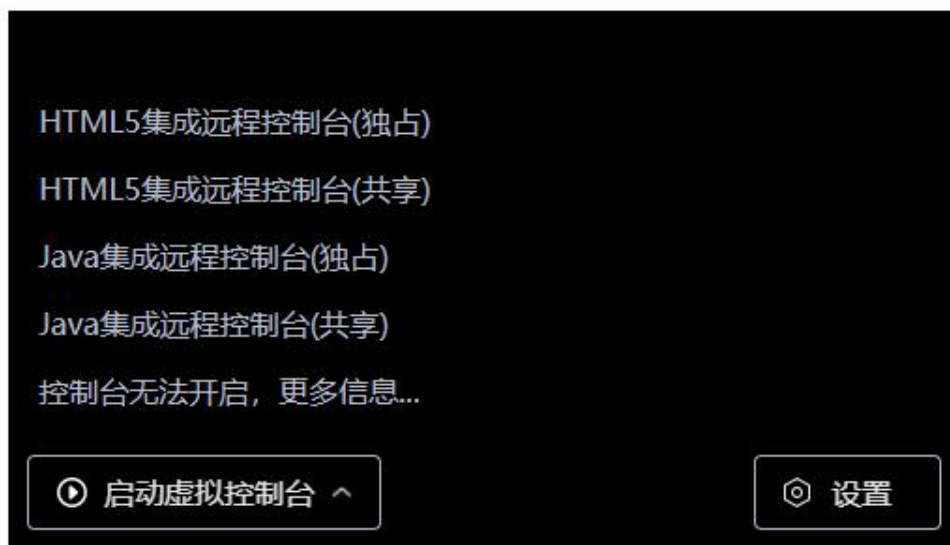 HTML5集成远程控制台(独占)
HTML5集成远程控制台(共享)
Java集成远程控制台(独占)
Java集成远程控制台(共享)
控制台无法开启，更多信息...
启动虚拟控制台
设置